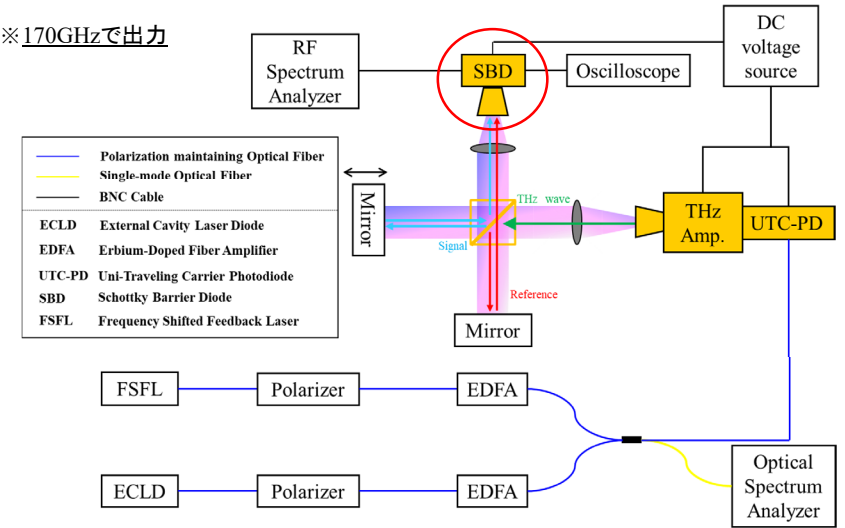 ※170GHzで出力
RF
Spectrum
Analyzer
SBD
Oscilloscope
DC
voltage
source
Polarization maintaining Optical Fiber
Single-mode Optical Fiber
BNC Cable
ECLD External Cavity Laser Diode
EDFA Erbium-Doped Fiber Amplifier
UTC-PD Uni-Traveling Carrier Photodiode
SBD Schottky Barrier Diode
FSFL Frequency Shifted Feedback Laser
Mirror
THz wave
Signal
Reference
THz
Amp.
UTC-PD
Mirror
FSFL
Polarizer
EDFA
ECLD
Polarizer
EDFA
Optical
Spectrum
Analyzer